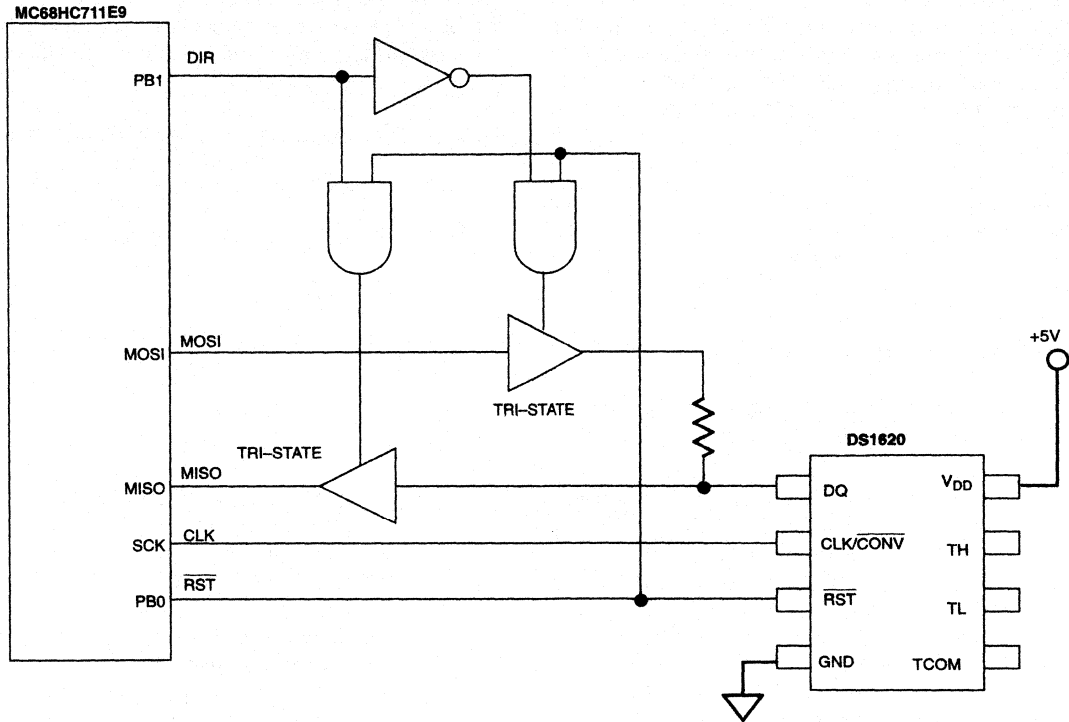 MC68HC711E9
PB1
DIR
MOSI
MOSI
TRI–STATE
TRI–STATE
MISO
MISO
SCK
CLK
PB0
RST
+5V
DS1620
DQ
VDD
CLK/CONV
TH
RST
TL
GND
TCOM